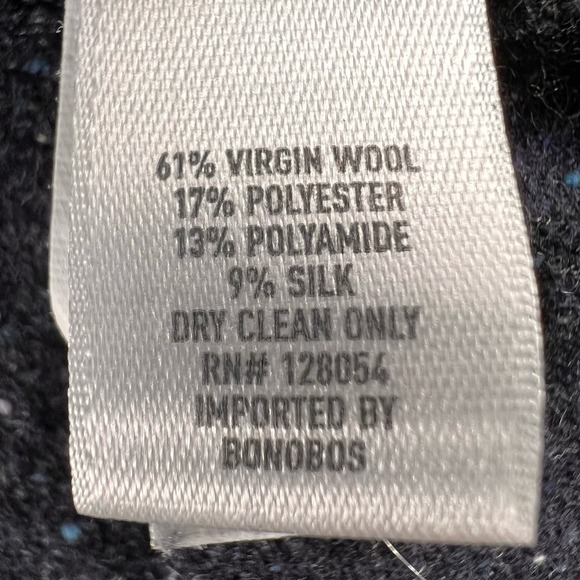 61% VIRGIN WOOL
17% POLYESTER
13% POLYAMIDE
9% SILK
DRY CLEAN ONLY
RN# 128054
IMPORTED BY
BONOBOS